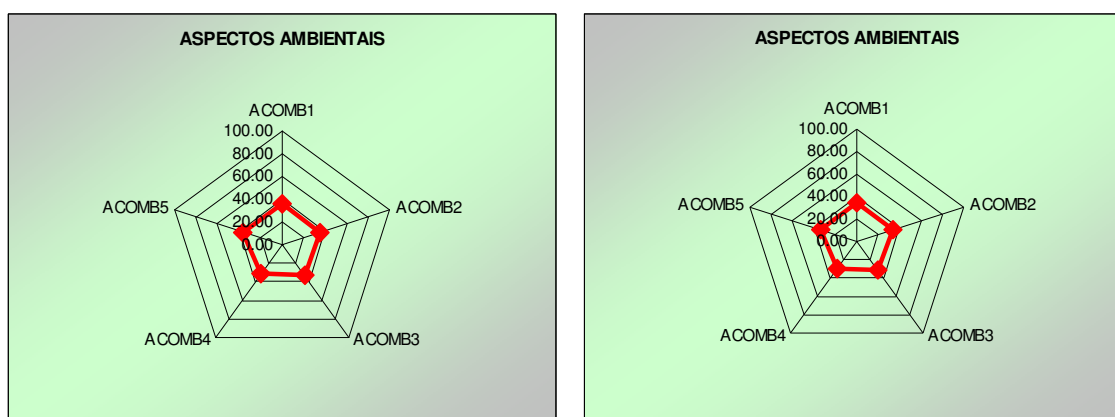 ASPECTOS AMBIENTAIS
ACOMB1
100.00
80.00
60.00
ACOMB5
40.00
ACOMB2
20.00
0.00
ACOMB4
ACOMB3
ASPECTOS AMBIENTAIS
ACOMB1
100.00
80.00
60.00
ACOMB5
40.00
ACOMB2
20.00
0.00
ACOMB4
ACOMB3